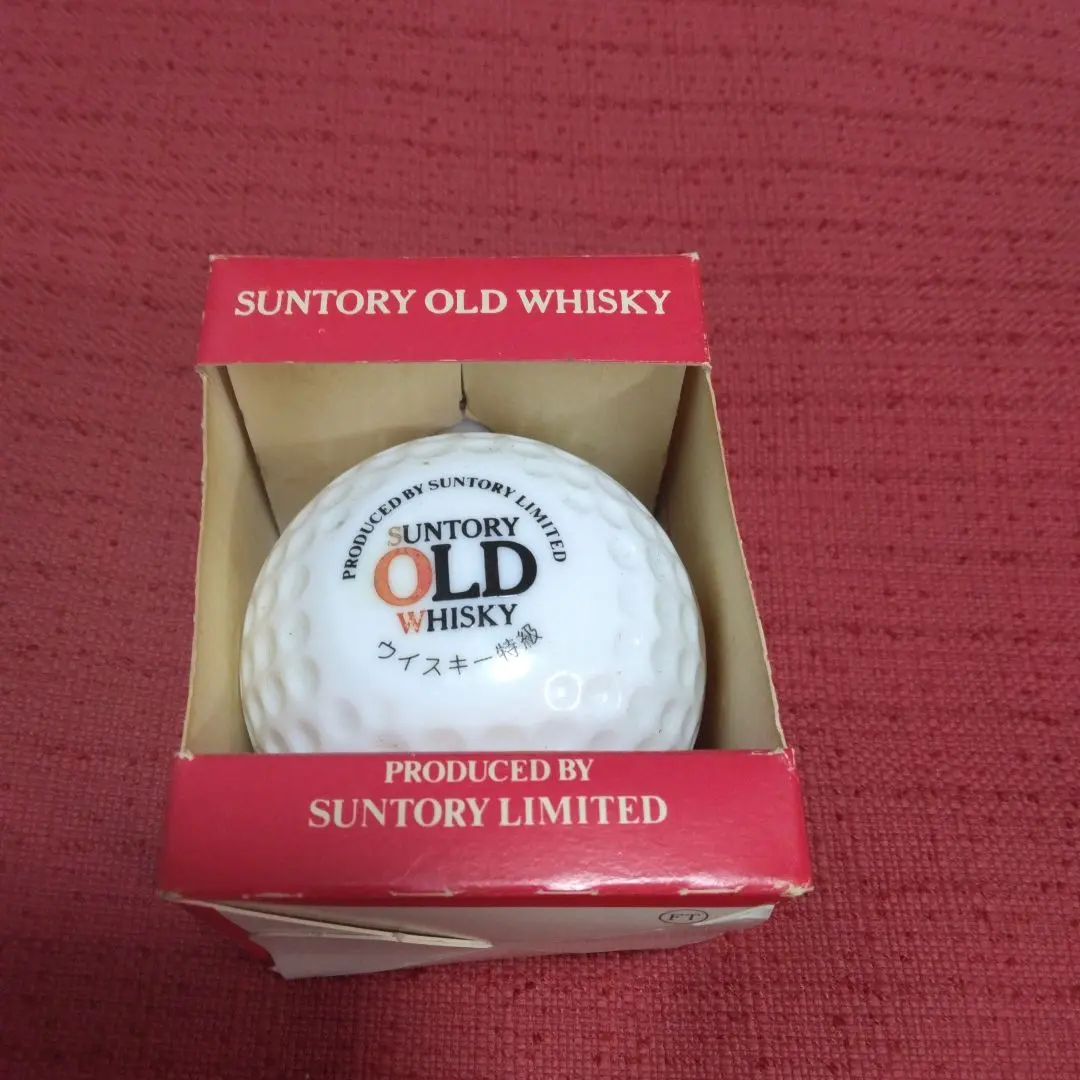 SUNTORY OLD WHISKY
PRODUCED BY SUNTORY LIMITED
SUNTORY
OLD
WHISKY
ウイスキー特級
PRODUCED BY
SUNTORY LIMITED
FT